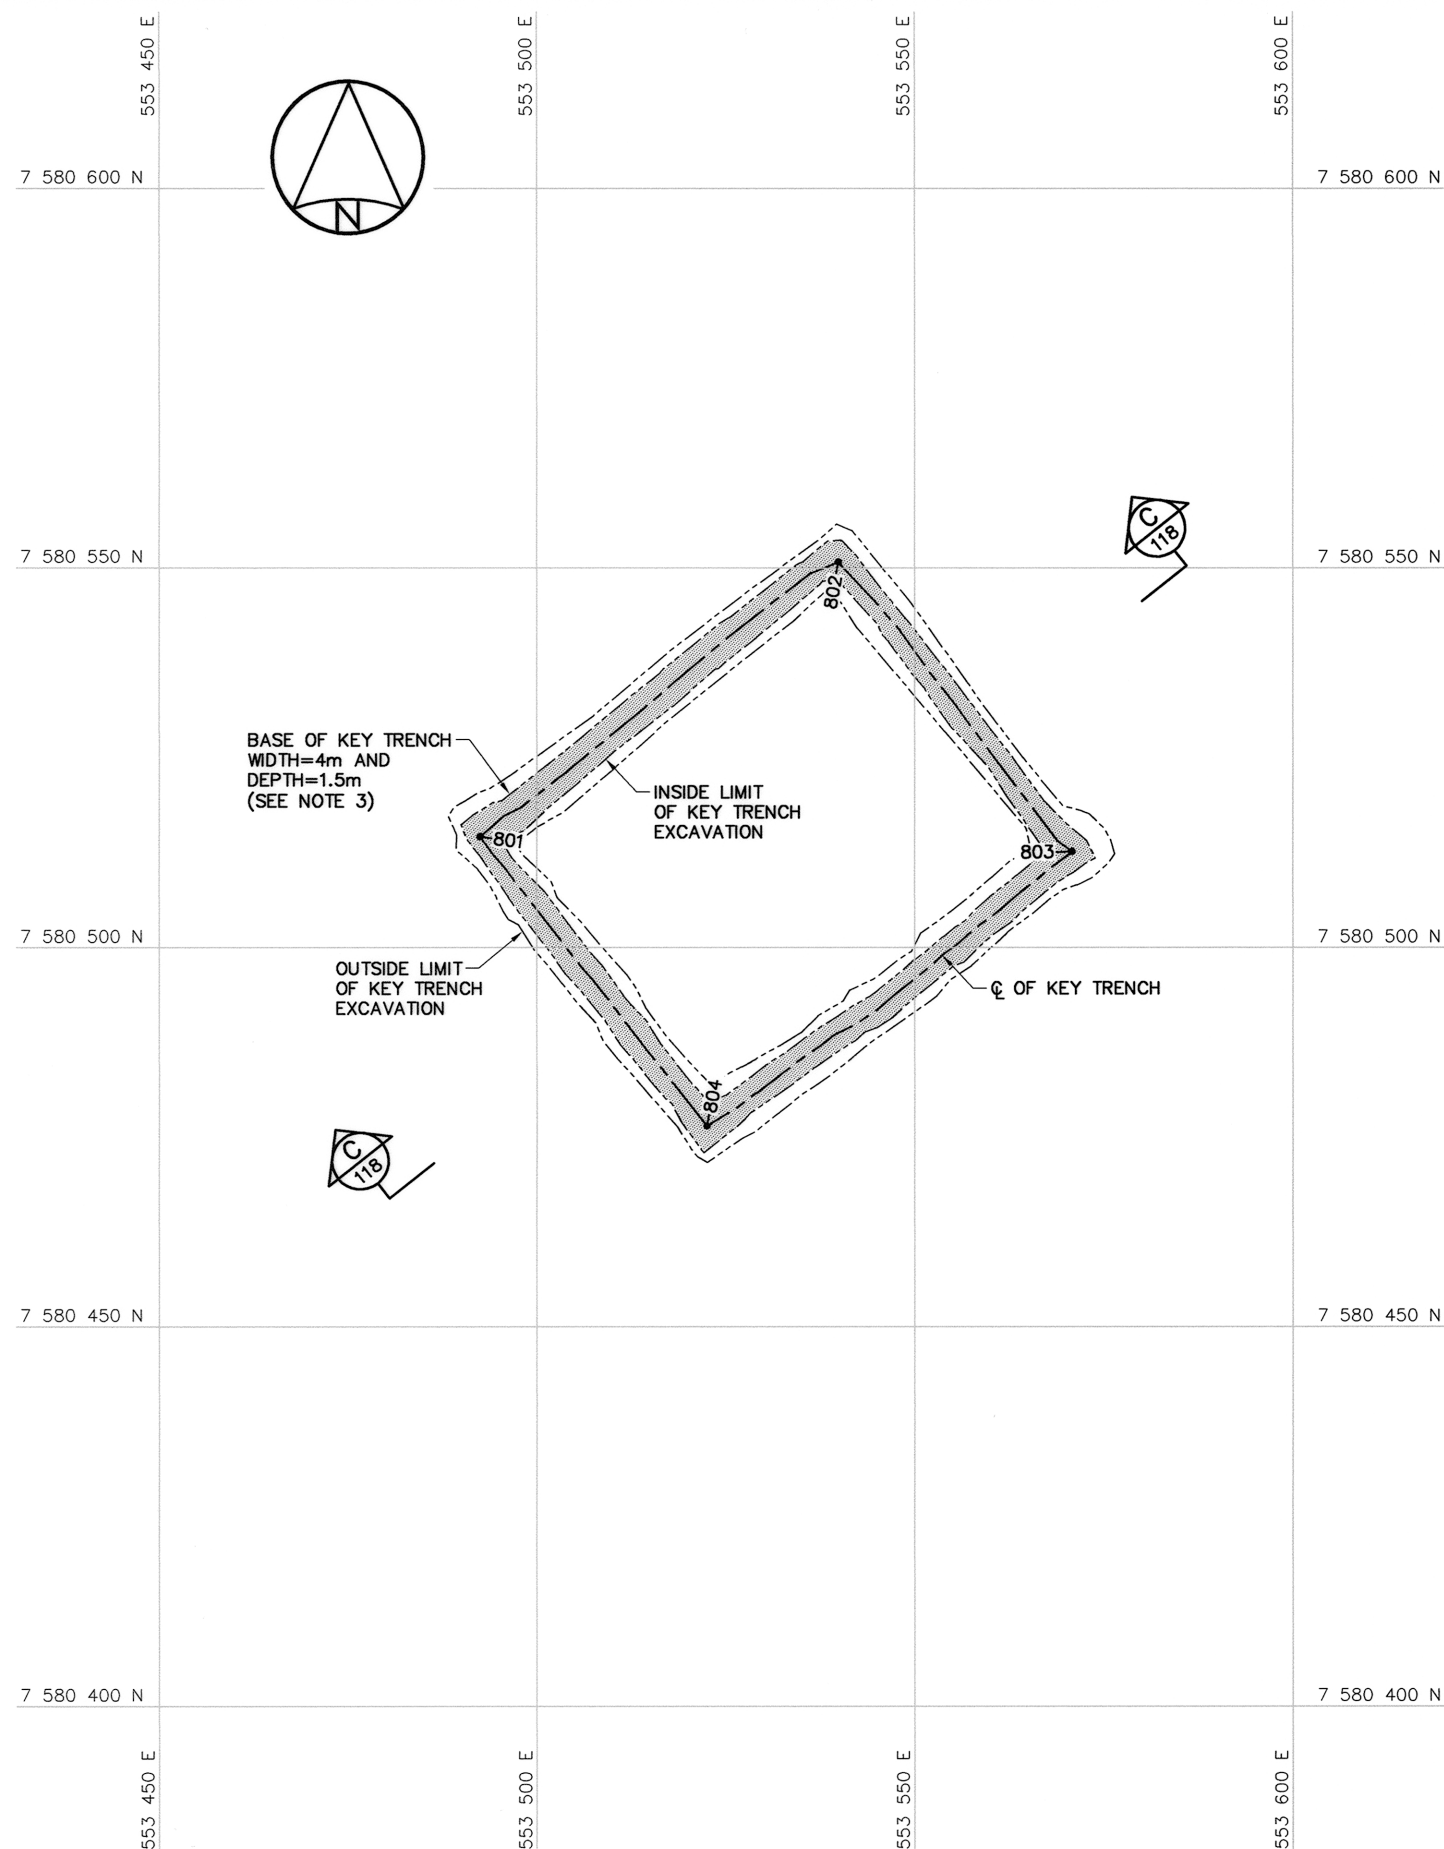 553 450 E
553 500 E
553 550 E
553 600 E
N
7 580 600 N
7 580 600 N
C
118
7 580 550 N
7 580 550 N
802
BASE OF KEY TRENCH
WIDTH=4m AND
DEPTH=1.5m
(SEE NOTE 3)
INSIDE LIMIT
OF KEY TRENCH
EXCAVATION
801
803
7 580 500 N
7 580 500 N
OUTSIDE LIMIT
OF KEY TRENCH
EXCAVATION
℄ OF KEY TRENCH
804
C
118
7 580 450 N
7 580 450 N
7 580 400 N
7 580 400 N
553 450 E
553 500 E
553 550 E
553 600 E